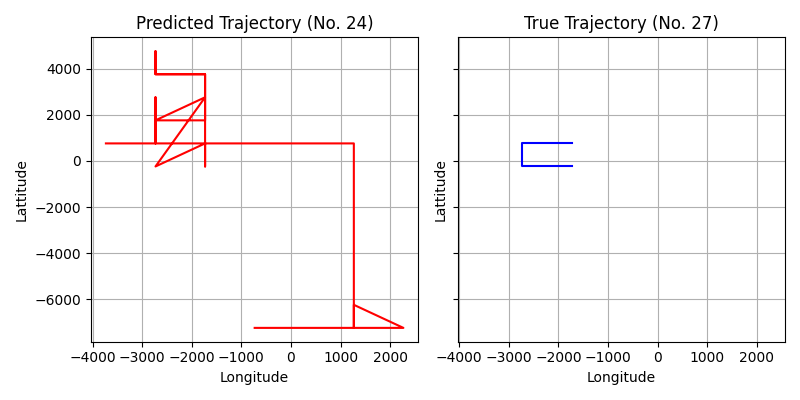 Predicted Trajectory (No. 24)
True Trajectory (No. 27)
Lattitude
4000
2000
0
−2000
−4000
−6000
−4000 −3000 −2000 −1000 0 1000 2000
Longitude
Lattitude
−4000 −3000 −2000 −1000 0 1000 2000
Longitude